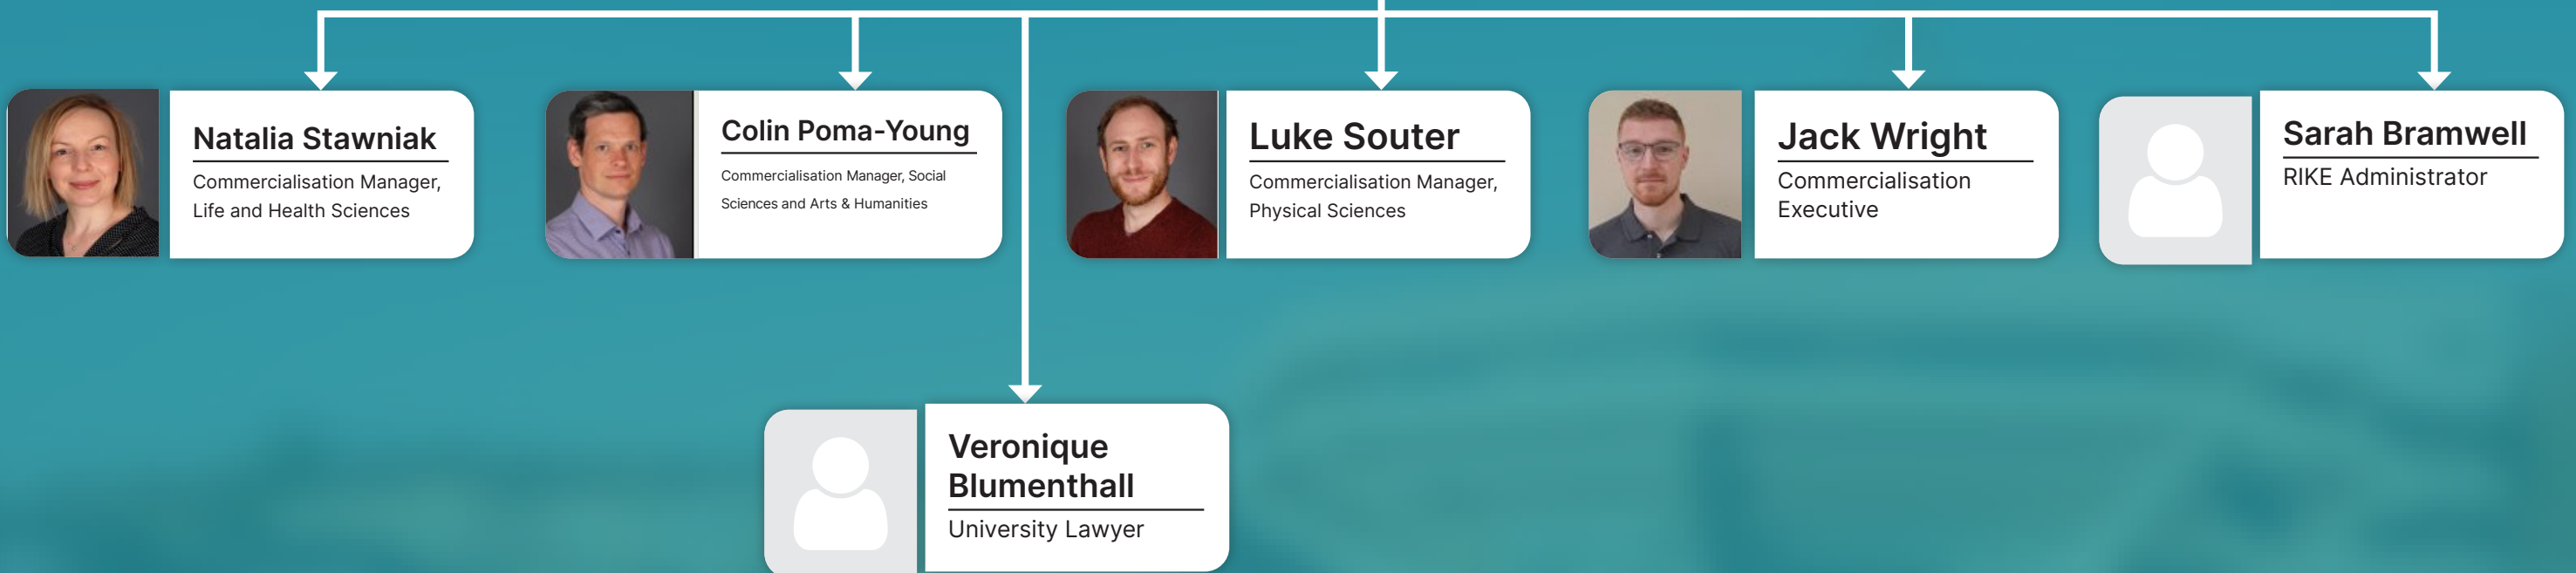 Natalia Stawniak
Commercialisation Manager,
Life and Health Sciences
Colin Poma-Young
Commercialisation Manager, Social
Sciences and Arts & Humanities
Luke Souter
Commercialisation Manager,
Physical Sciences
Jack Wright
Commercialisation
Executive
Sarah Bramwell
RIKE Administrator
Veronique
Blumenthall
University Lawyer